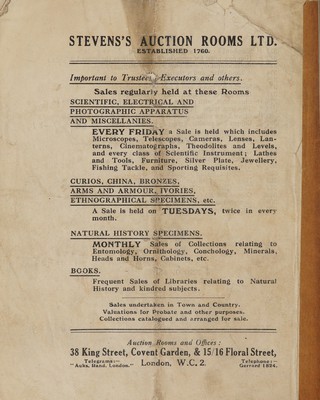 STEVENS'S AUCTION ROOMS LTD.
ESTABLISHED 1760.
Important to Trustees, Executors and others.
Sales regularly held at these Rooms
SCIENTIFIC, ELECTRICAL AND
PHOTOGRAPHIC APPARATUS
AND MISCELLANIES.
EVERY FRIDAY a Sale is held which includes
Microscopes, Telescopes, Cameras, Lenses, Lan-
terns, Cinematographs, Theodolites and Levels,
and every class of Scientific Instrument; Lathes
and Tools, Furniture, Silver Plate, Jewellery,
Fishing Tackle, and Sporting Requisites.
CURIOS, CHINA, BRONZES,
ARMS AND ARMOUR, IVORIES,
ETHNOGRAPHICAL SPECIMENS, etc.
A Sale is held on TUESDAYS, twice in every
month.
NATURAL HISTORY SPECIMENS.
MONTHLY Sales of Collections relating to
Entomology, Ornithology, Conchology, Minerals,
Heads and Horns, Cabinets, etc.
BOOKS.
Frequent Sales of Libraries relating to Natural
History and kindred subjects.
Sales undertaken in Town and Country.
Valuations for Probate and other purposes.
Collections catalogued and arranged for sale.
Auction Rooms and Offices:
38 King Street, Covent Garden, & 15/16 Floral Street,
Telegrams:— London, W.C. 2. Telephone:—
"Auks, Rand, London." Gerrard 1824.